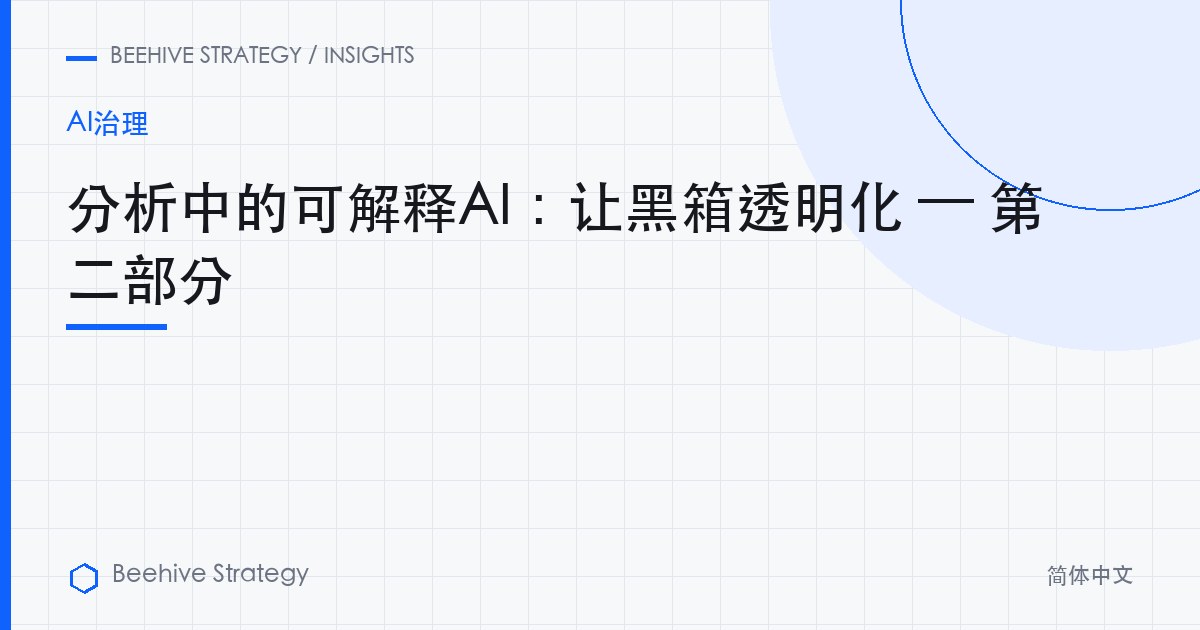 BEEHIVE STRATEGY / INSIGHTS
AI治理
分析中的可解释AI：让黑箱透明化 — 第
二部分
Beehive Strategy
简体中文